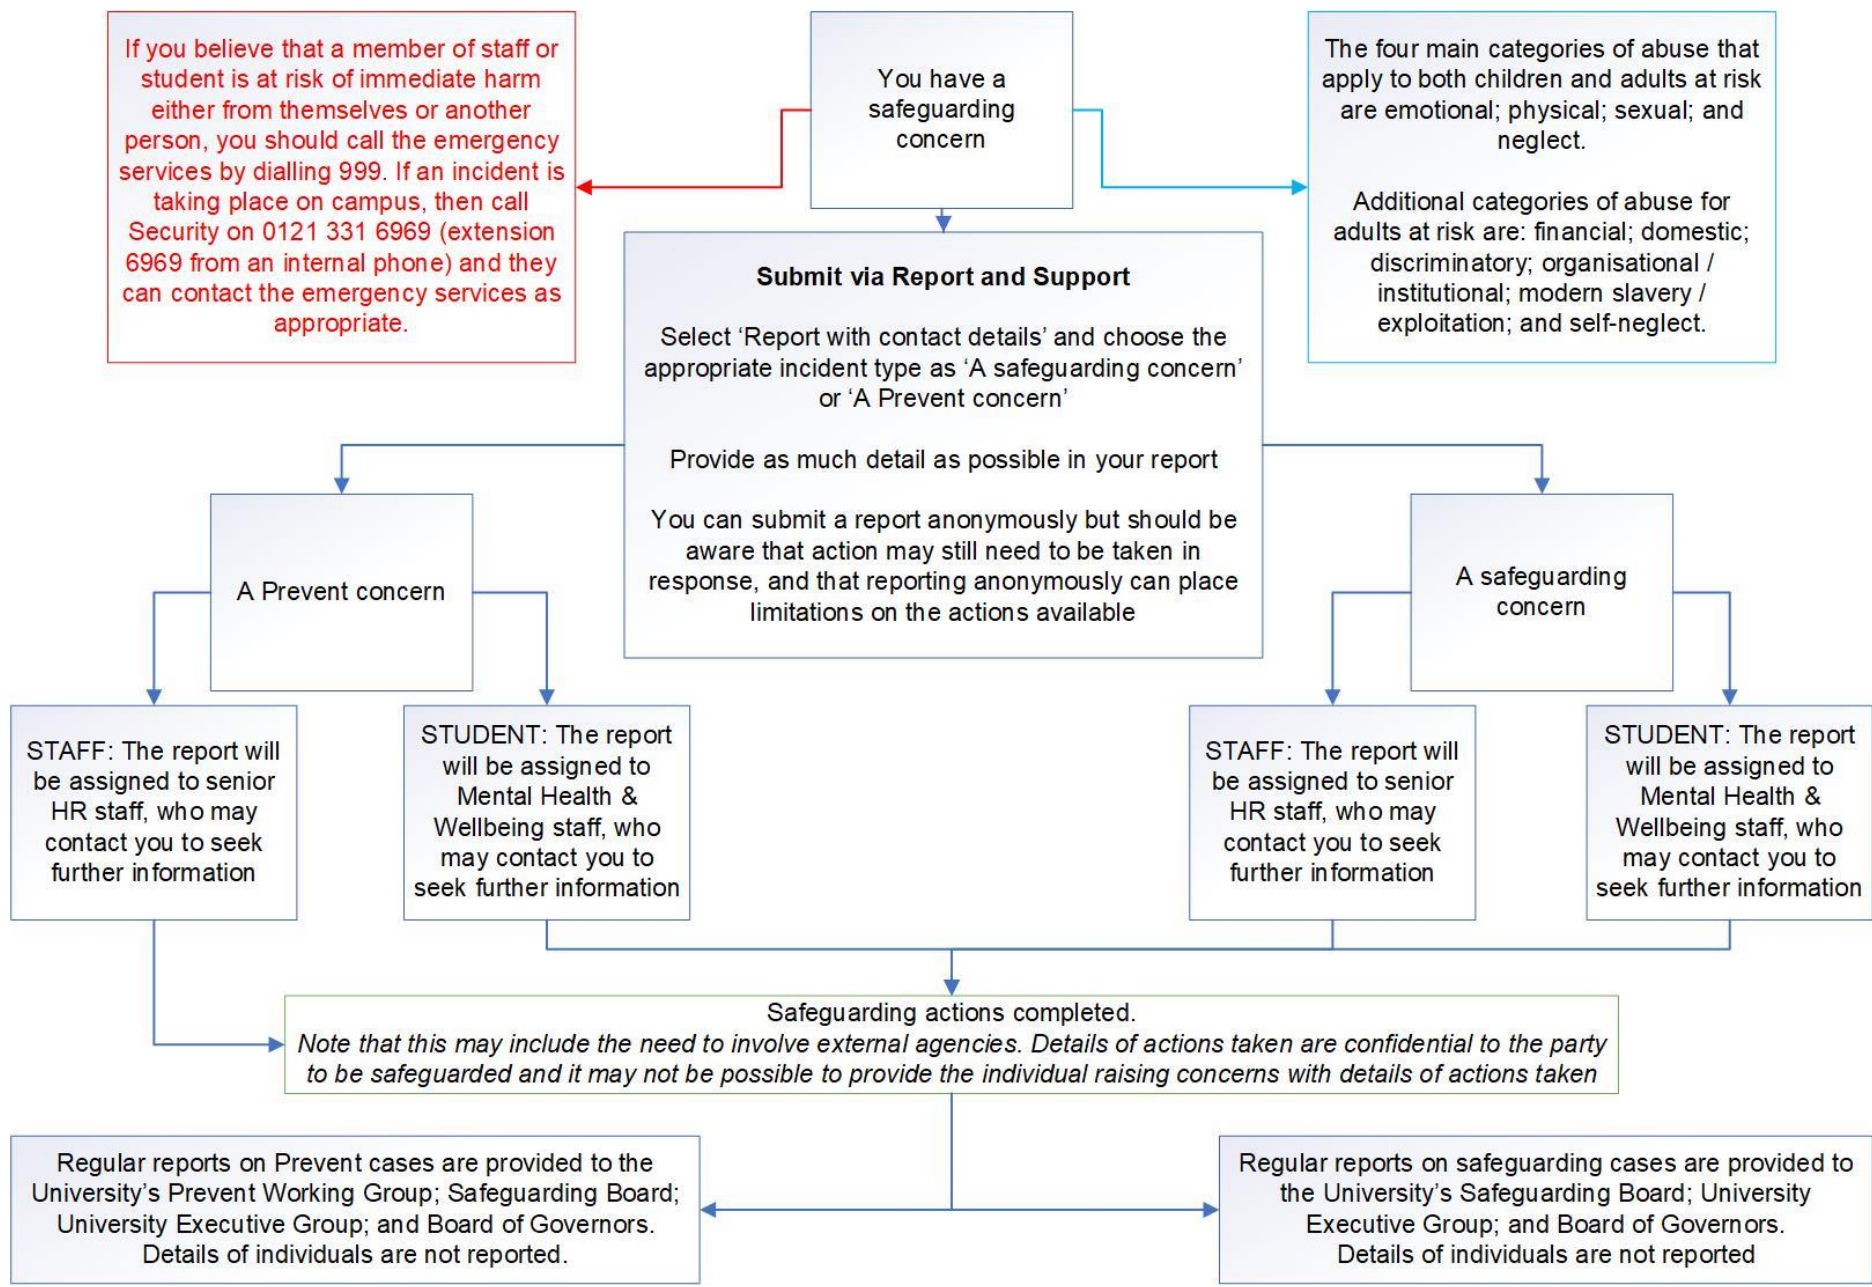 If you believe that a member of staff or
student is at risk of immediate harm
either from themselves or another
person, you should call the emergency
services by dialling 999. If an incident is
taking place on campus, then call
Security on 0121 331 6969 (extension
6969 from an internal phone) and they
can contact the emergency services as
appropriate.
You have a
safeguarding
concern
The four main categories of abuse that
apply to both children and adults at risk
are emotional; physical; sexual; and
neglect.
Additional categories of abuse for
adults at risk are: financial; domestic;
discriminatory; organisational /
institutional; modern slavery /
exploitation; and self-neglect.
Submit via Report and Support
Select ‘Report with contact details’ and choose the
appropriate incident type as ‘A safeguarding concern’
or ‘A Prevent concern’
Provide as much detail as possible in your report
You can submit a report anonymously but should be
aware that action may still need to be taken in
response, and that reporting anonymously can place
limitations on the actions available
A Prevent concern
A safeguarding
concern
STAFF: The report will
be assigned to senior
HR staff, who may
contact you to seek
further information
STUDENT: The report
will be assigned to
Mental Health &
Wellbeing staff, who
may contact you to
seek further information
STAFF: The report will
be assigned to senior
HR staff, who may
contact you to seek
further information
STUDENT: The report
will be assigned to
Mental Health &
Wellbeing staff, who
may contact you to
seek further information
Safeguarding actions completed.
Note that this may include the need to involve external agencies. Details of actions taken are confidential to the party
to be safeguarded and it may not be possible to provide the individual raising concerns with details of actions taken
Regular reports on Prevent cases are provided to the
University’s Prevent Working Group; Safeguarding Board;
University Executive Group; and Board of Governors.
Details of individuals are not reported.
Regular reports on safeguarding cases are provided to
the University’s Safeguarding Board; University
Executive Group; and Board of Governors.
Details of individuals are not reported